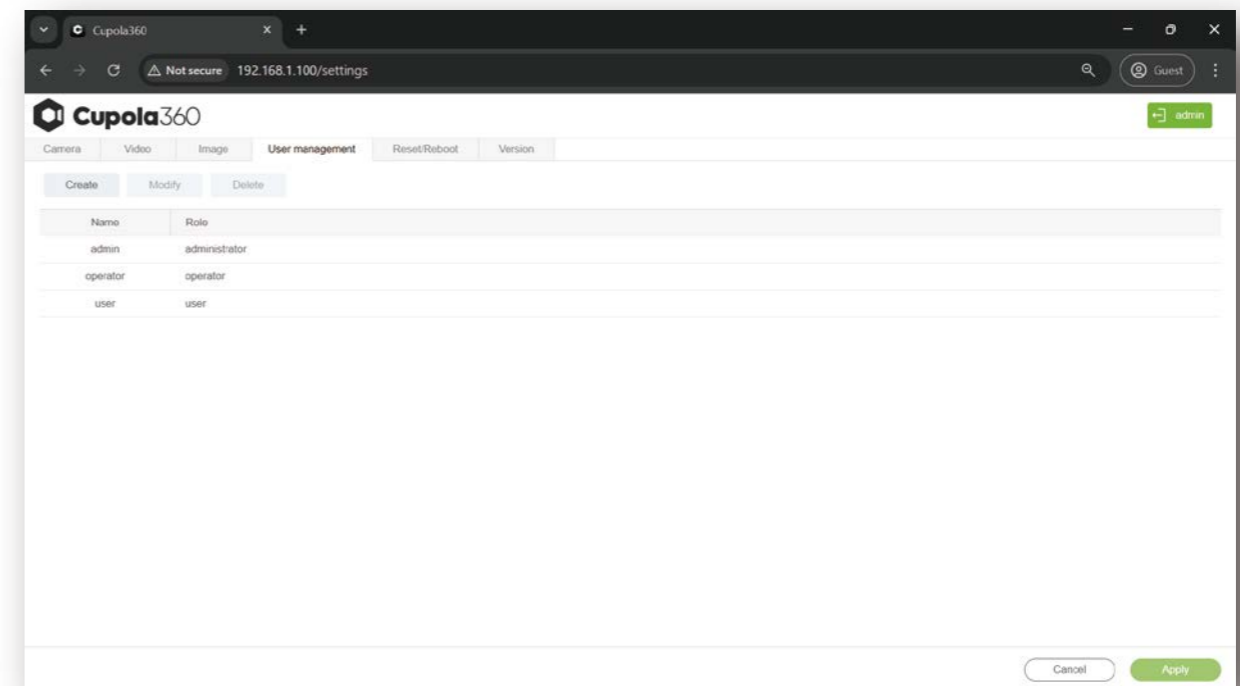 Cupola360
Not secure 192.168.1.100/settings Guest
Cupola360 admin
Camera Video Image User management Reset/Reboot Version
Create Modify Delete
Name Role
admin administrator
operator operator
user user
Cancel Apply